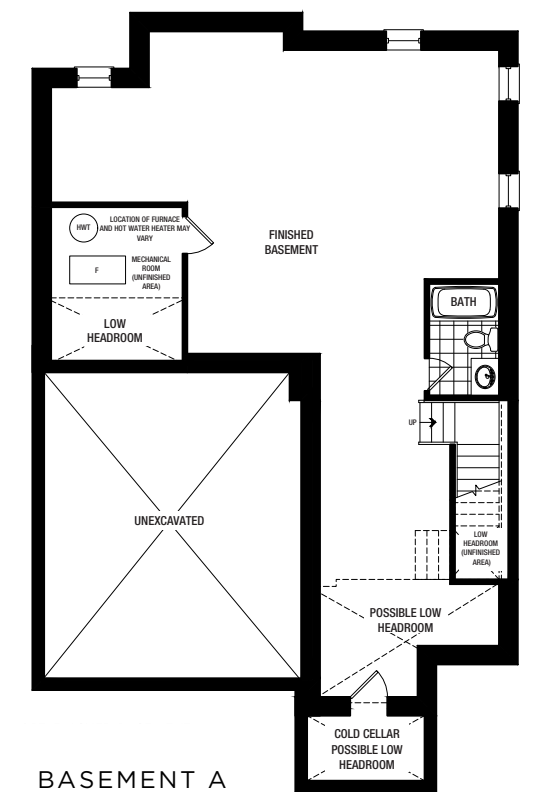 LOCATION OF FURNACE
AND HOT WATER HEATER MAY
VARY
HWT
MECHANICAL
ROOM
(UNFINISHED
AREA)
F
LOW
HEADROOM
FINISHED
BASEMENT
BATH
UP
UNEXCAVATED
LOW
HEADROOM
(UNFINISHED
AREA)
POSSIBLE LOW
HEADROOM
COLD CELLAR
POSSIBLE LOW
HEADROOM
BASEMENT A